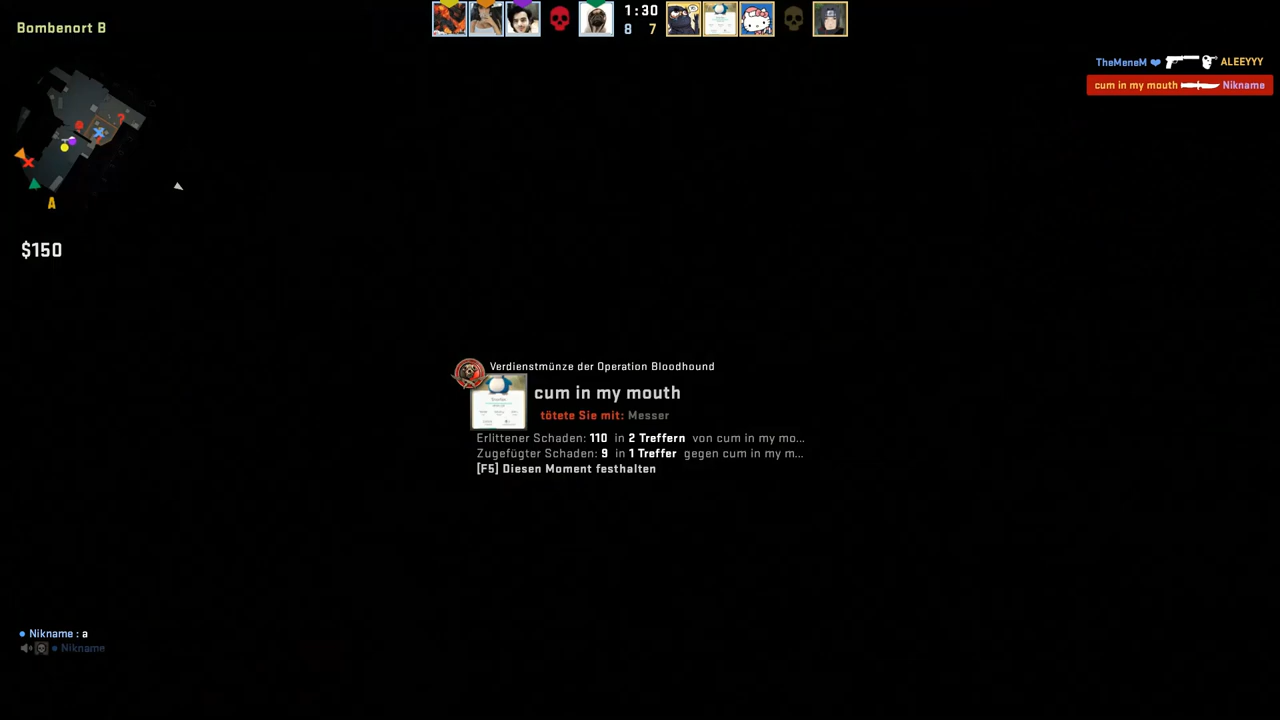 Bombenort B
1:30
8 7
TheMeneM ALEEYYY
cum in my mouth Nikname
? 
A
$150
Verdienstmünze der Operation Bloodhound
cum in my mouth
tötete Sie mit: Messer
Erlittener Schaden: 110 in 2 Treffern von cum in my mo...
Zugefügter Schaden: 9 in 1 Treffer gegen cum in my m...
[F5] Diesen Moment festhalten
Nikname : a
Nikname